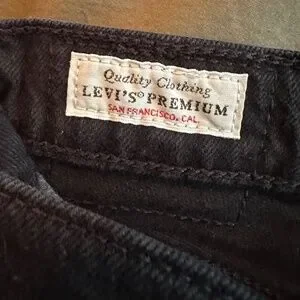 Quality Clothing
LEVI'S® PREMIUM
SAN FRANCISCO, CAL